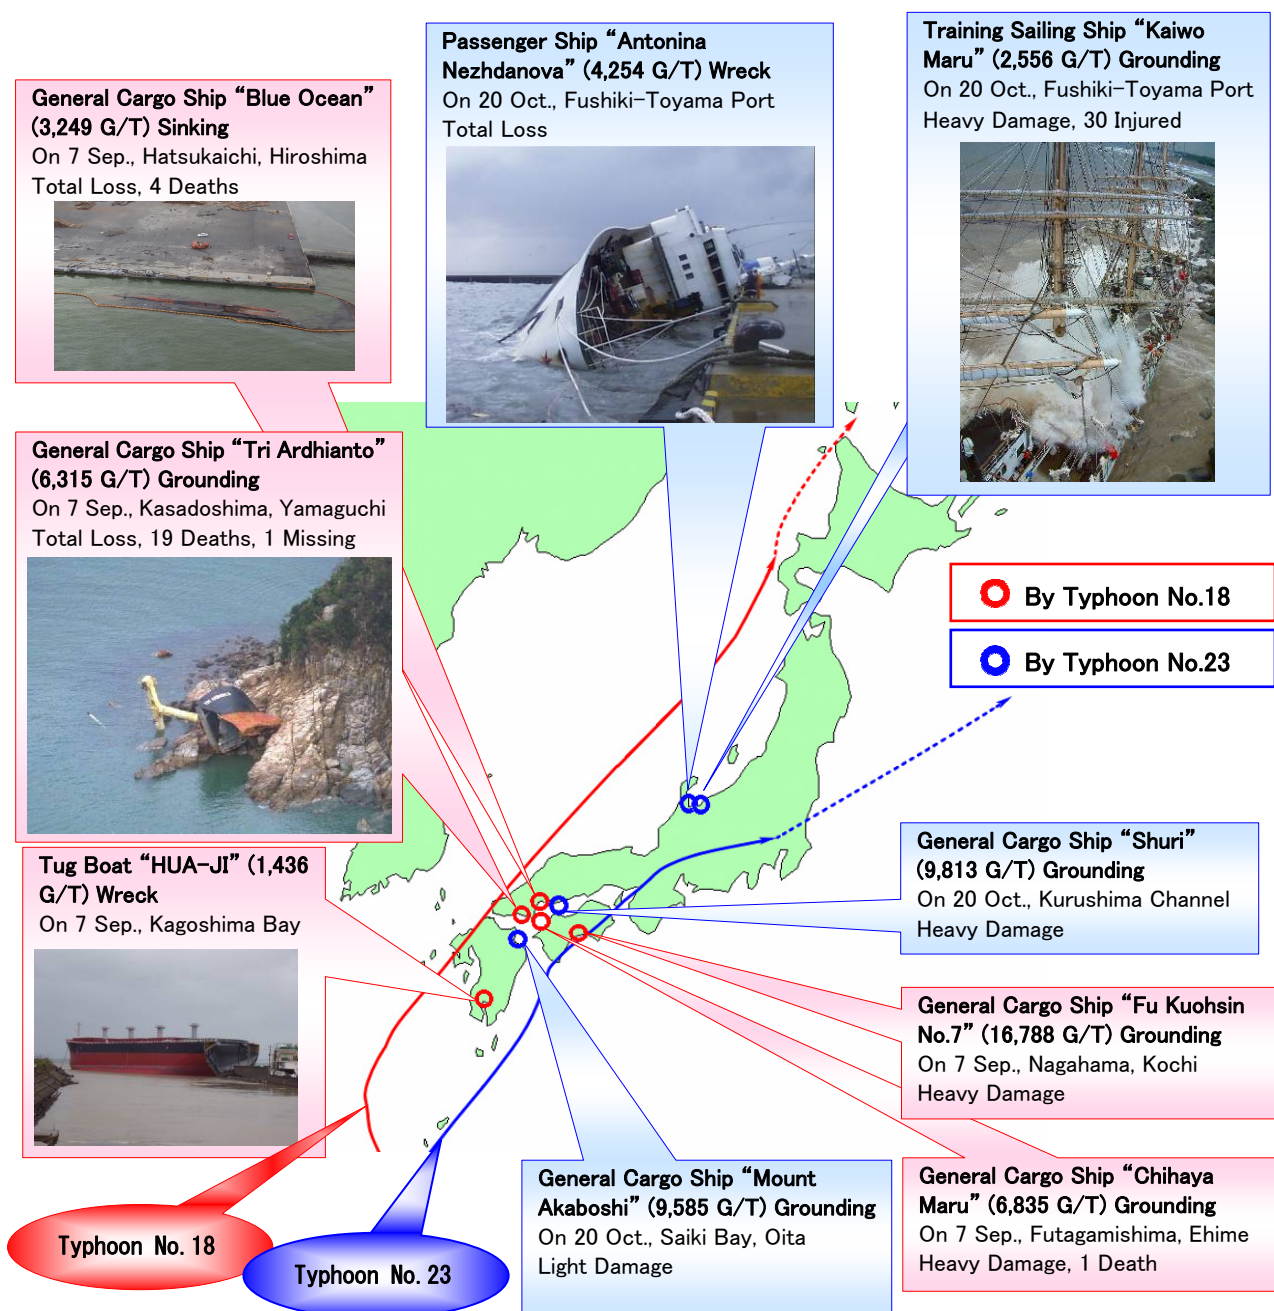 General Cargo Ship “Blue Ocean”
(3,249 G/T) Sinking
On 7 Sep., Hatsukaichi, Hiroshima
Total Loss, 4 Deaths
Passenger Ship “Antonina
Nezhdanova” (4,254 G/T) Wreck
On 20 Oct., Fushiki-Toyama Port
Total Loss
Training Sailing Ship “Kaiwo
Maru” (2,556 G/T) Grounding
On 20 Oct., Fushiki-Toyama Port
Heavy Damage, 30 Injured
General Cargo Ship “Tri Ardhianto”
(6,315 G/T) Grounding
On 7 Sep., Kasadoshima, Yamaguchi
Total Loss, 19 Deaths, 1 Missing
By Typhoon No.18
By Typhoon No.23
Tug Boat “HUA-JI” (1,436
G/T) Wreck
On 7 Sep., Kagoshima Bay
General Cargo Ship “Shuri”
(9,813 G/T) Grounding
On 20 Oct., Kurushima Channel
Heavy Damage
General Cargo Ship “Fu Kuohsin
No.7” (16,788 G/T) Grounding
On 7 Sep., Nagahama, Kochi
Heavy Damage
General Cargo Ship “Mount
Akaboshi” (9,585 G/T) Grounding
On 20 Oct., Saiki Bay, Oita
Light Damage
General Cargo Ship “Chihaya
Maru” (6,835 G/T) Grounding
On 7 Sep., Futagamishima, Ehime
Heavy Damage, 1 Death
Typhoon No.18
Typhoon No.23